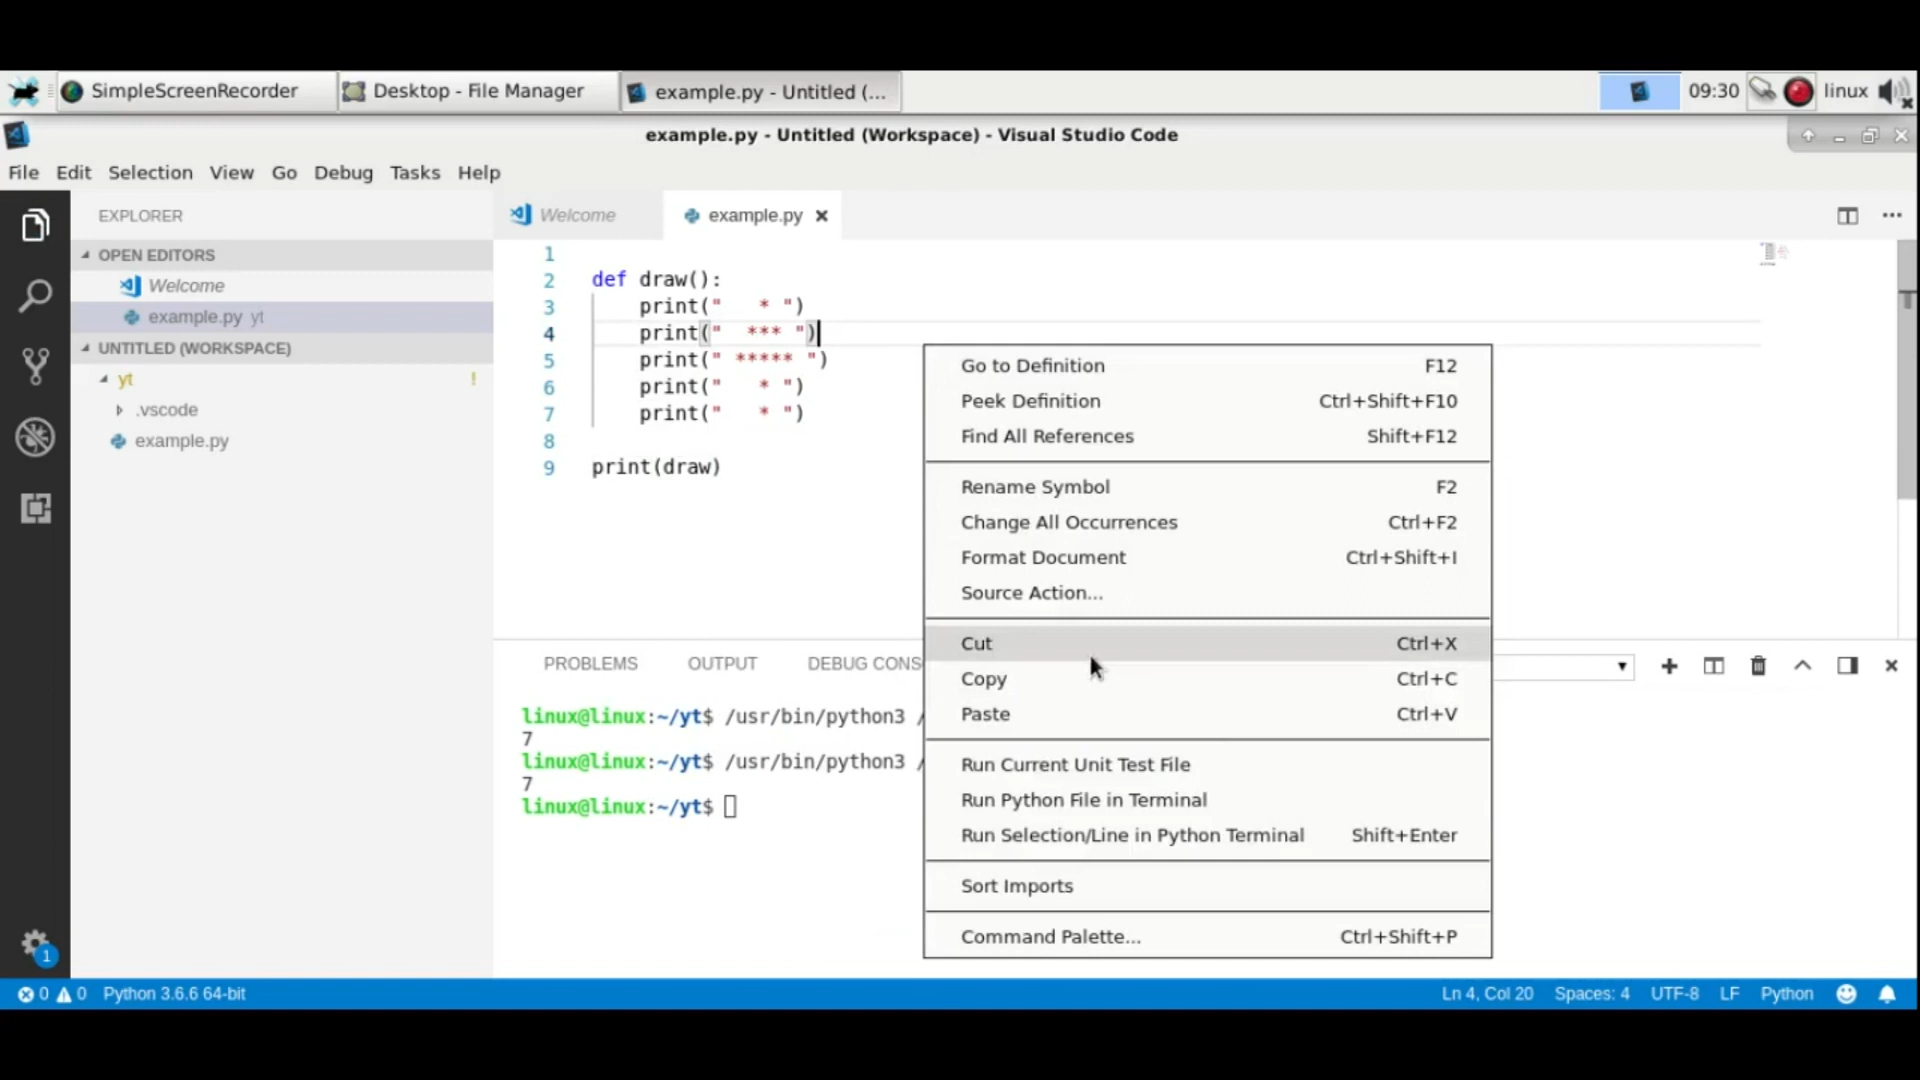 SimpleScreenRecorder Desktop - File Manager example.py - Untitled (... 09:30 linux
example.py - Untitled (Workspace) - Visual Studio Code
File Edit Selection View Go Debug Tasks Help
EXPLORER
OPEN EDITORS
Welcome
example.py yt
UNTITLED (WORKSPACE)
yt !
.vscode
example.py
1
Welcome example.py
1
2 def draw():
3 print("   * ")
4 print("  *** ")
5 print(" ***** ")
6 print("   * ")
7 print("   * ")
8
9 print(draw)
Go to Definition F12
Peek Definition Ctrl+Shift+F10
Find All References Shift+F12
Rename Symbol F2
Change All Occurrences Ctrl+F2
Format Document Ctrl+Shift+I
Source Action...
Cut Ctrl+X
Copy Ctrl+C
Paste Ctrl+V
Run Current Unit Test File
Run Python File in Terminal
Run Selection/Line in Python Terminal Shift+Enter
Sort Imports
Command Palette... Ctrl+Shift+P
PROBLEMS OUTPUT DEBUG CONS
linux@linux:~/yt$ /usr/bin/python3 /
7
linux@linux:~/yt$ /usr/bin/python3 /
7
linux@linux:~/yt$
0 0 Python 3.6.6 64-bit Ln 4, Col 20 Spaces: 4 UTF-8 LF Python